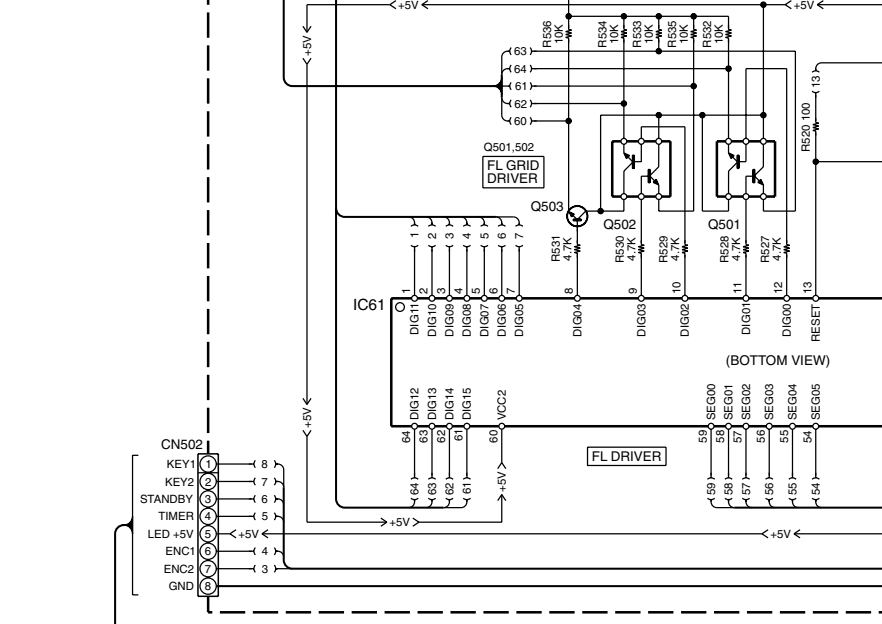 +5V
+5V
+5V
R536 10K
R534 10K
R533 10K
R535 10K
R532 10K
63
64
61
62
60
13
R520 100
Q501,502
FL GRID
DRIVER
Q503
Q502
Q501
R531 4.7K
R530 4.7K
R529 4.7K
R528 4.7K
R527 4.7K
1 2 3 4 5 6 7
1 2 3 4 5 6 7 8 9 10 11 12 13
IC61
DIG11
DIG10
DIG09
DIG08
DIG07
DIG06
DIG05
DIG04
DIG03
DIG02
DIG01
DIG00
RESET
(BOTTOM VIEW)
DIG12
DIG13
DIG14
DIG15
VCC2
SEG00
SEG01
SEG02
SEG03
SEG04
SEG05
64 63 62 61 60
59 58 57 56 55 54
FL DRIVER
+5V
+5V
64 63 62 61
59 58 57 56 55 54
+5V
CN502
KEY1 1 8
KEY2 2 7
STANDBY 3 6
TIMER 4 5
LED +5V 5 +5V +5V
ENC1 6 4
ENC2 7 3
GND 8